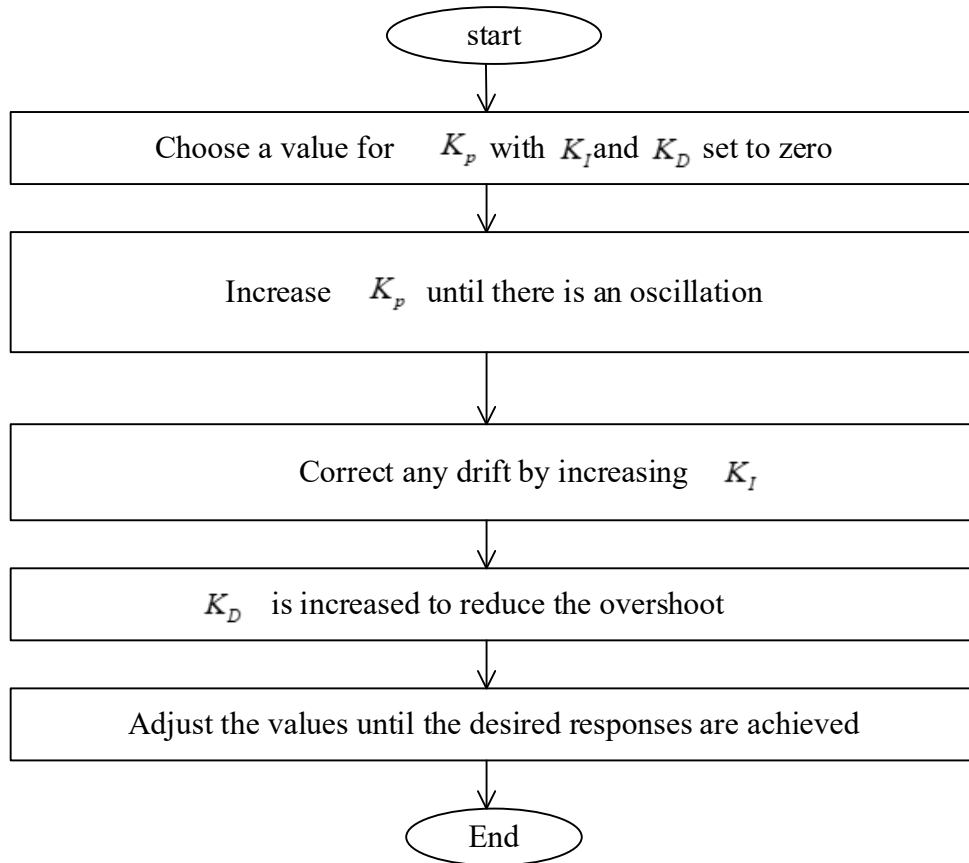 start
Choose a value for K_p with K_I and K_D set to zero
Increase K_p until there is an oscillation
Correct any drift by increasing K_I
K_D is increased to reduce the overshoot
Adjust the values until the desired responses are achieved
End